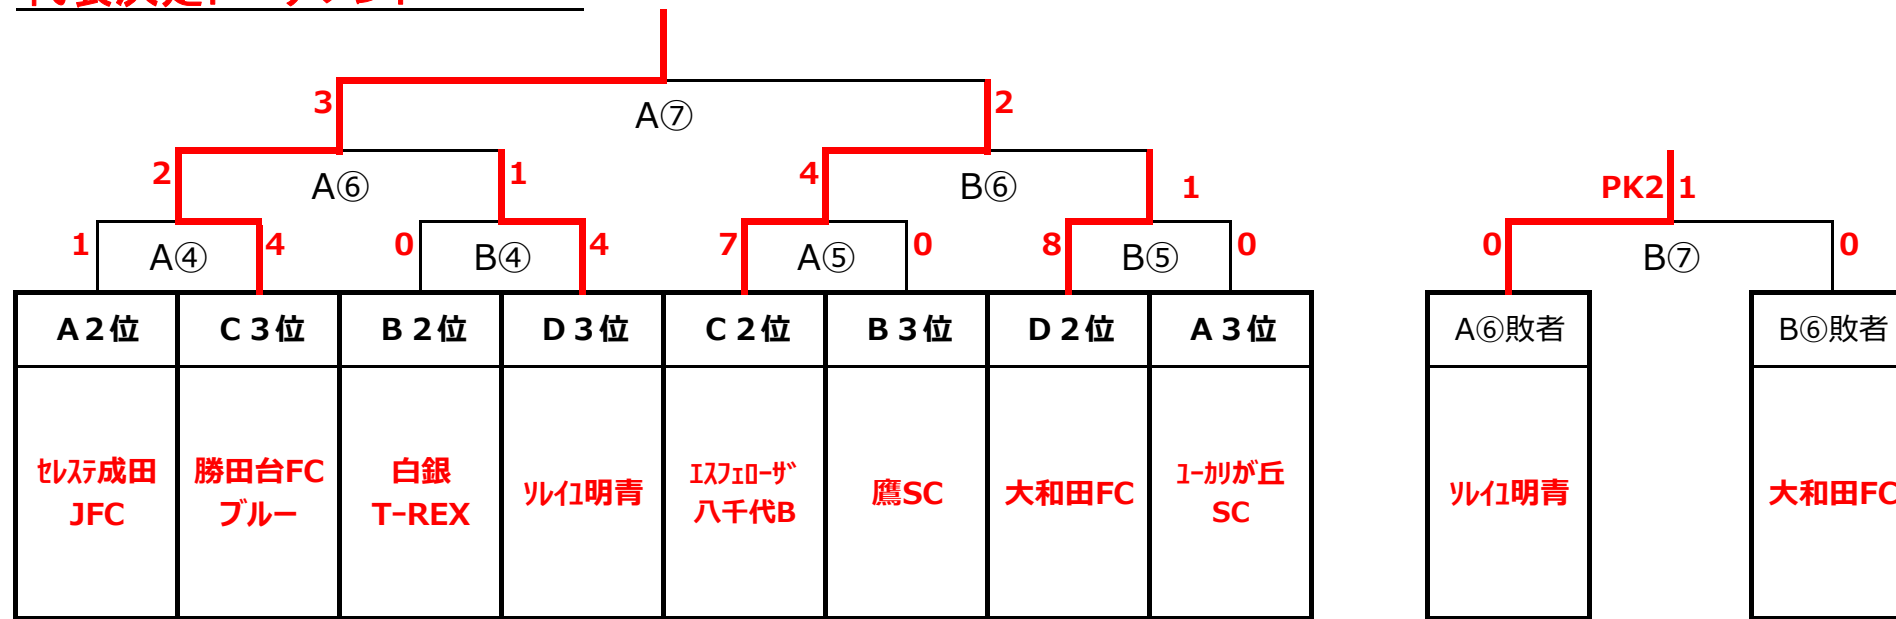 3 A⑦ 2
2 A⑥ 1 4 B⑥ 1 PK2 1
1 A④ 4 0 B④ 4 7 A⑤ 0 8 B⑤ 0 0 B⑦ 0
A2位 C3位 B2位 D3位 C2位 B3位 D2位 A3位 A⑥敗者 B⑥敗者
ｾﾚｽﾃ成田 勝田台FC 白銀 ｿﾚｲﾕ明青 ｴｽﾌｪﾛｰｻﾞ 鷹SC 大和田FC ﾕｰｶﾘが丘 ｿﾚｲﾕ明青 大和田FC
JFC ブルー T-REX 八千代B SC